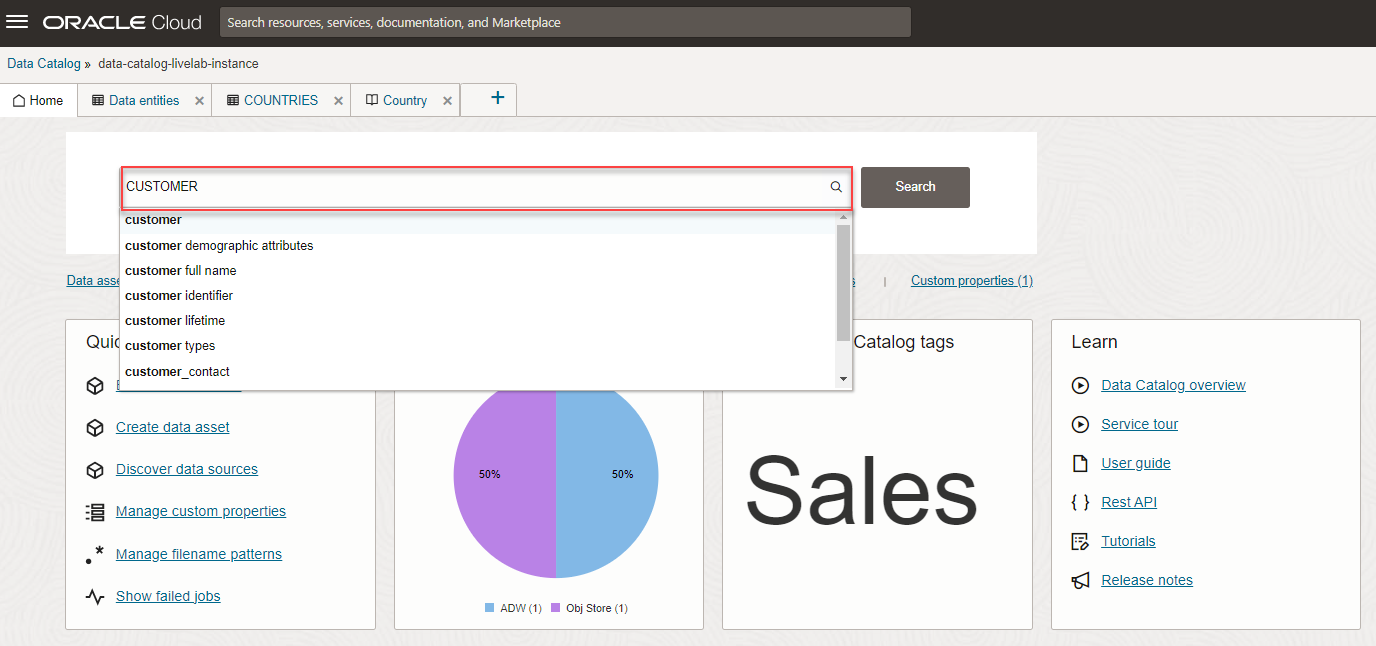 ORACLE Cloud
Search resources, services, documentation, and Marketplace
Data Catalog » data-catalog-livelab-instance
Home
Data entities ×
COUNTRIES ×
Country ×
+
CUSTOMER
Search
customer
customer demographic attributes
customer full name
customer identifier
customer lifetime
customer types
customer_contact
Data asse
s
|
Custom properties (1)
Quic
Create data asset
Discover data sources
Manage custom properties
Manage filename patterns
Show failed jobs
50%
50%
ADW (1) Obj Store (1)
Catalog tags
Sales
Learn
Data Catalog overview
Service tour
User guide
Rest API
Tutorials
Release notes